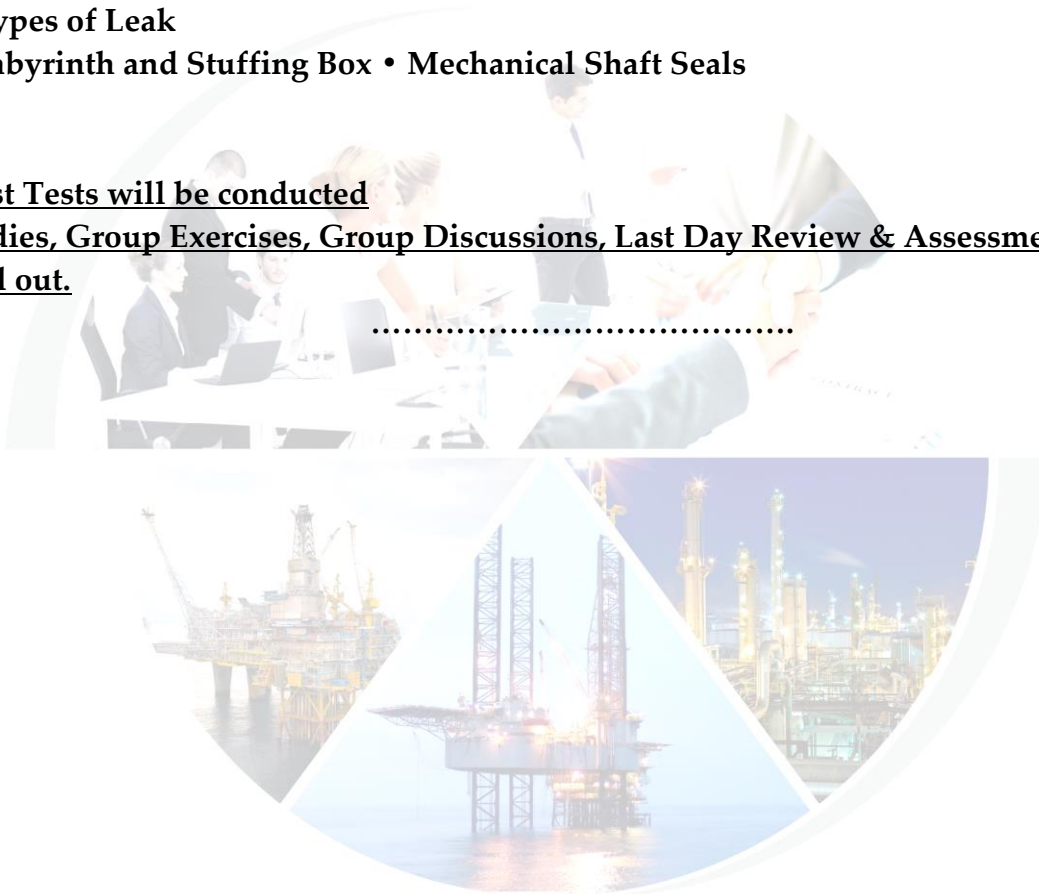 ypes of Leak
abyrinth and Stuffing Box • Mechanical Shaft Seals
st Tests will be conducted
dies, Group Exercises, Group Discussions, Last Day Review & Assessme
l out.
…………………………………..
CONTRACT